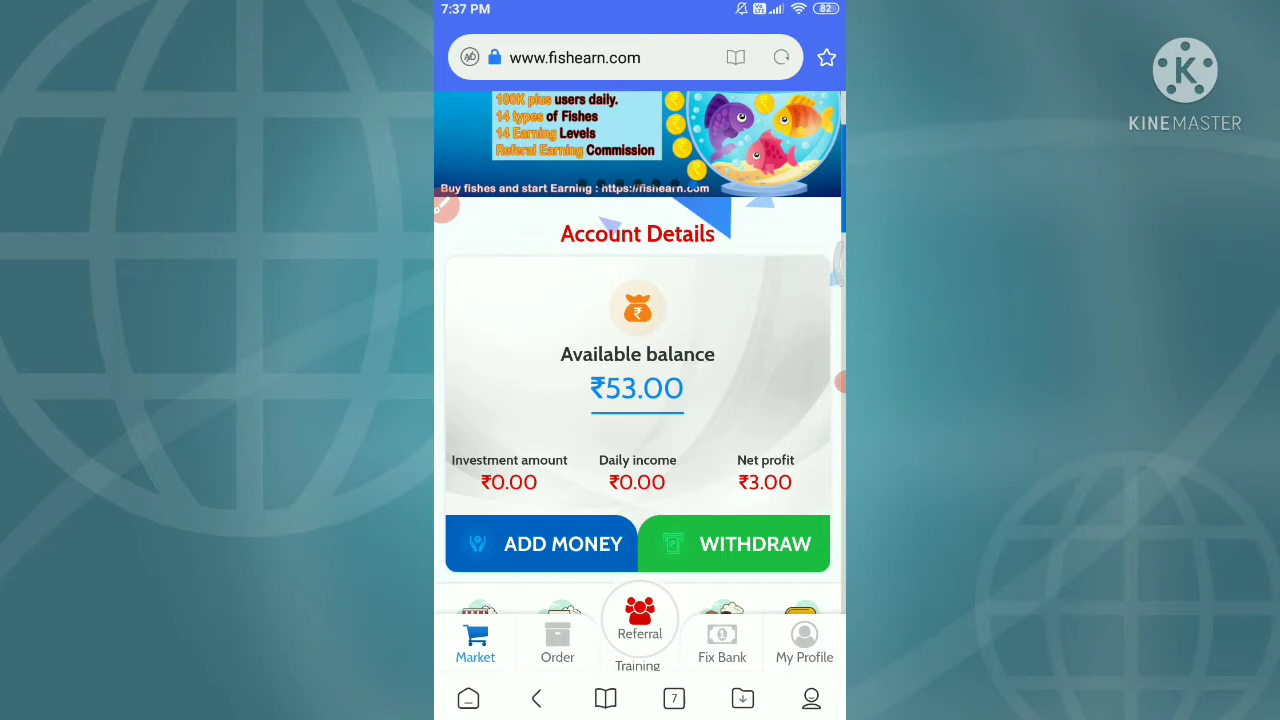 7:37 PM
82
www.fishearn.com
KINEMASTER
100K plus users daily.
14 types of Fishes
14 Earning Levels
Referal Earning Commission
Buy fishes and start Earning : https://fishearn.com
Account Details
Available balance
₹53.00
Investment amount Daily income Net profit
₹0.00 ₹0.00 ₹3.00
ADD MONEY WITHDRAW
Market Order Referral Fix Bank My Profile
Training
7